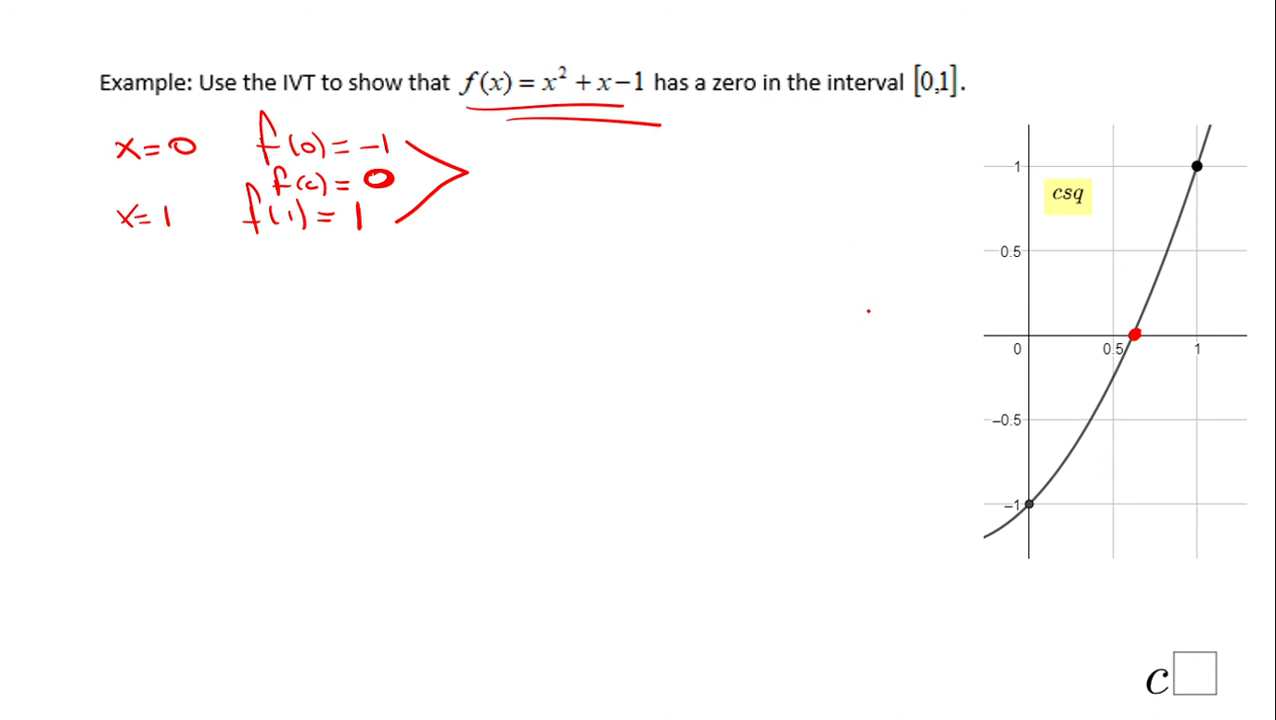 Example: Use the IVT to show that f(x) = x² + x − 1 has a zero in the interval [0,1].
x = 0 f(0) = -1
f(c) = 0
x = 1 f(1) = 1
1
csq
0.5
0 0.5 1
−0.5
−1
c